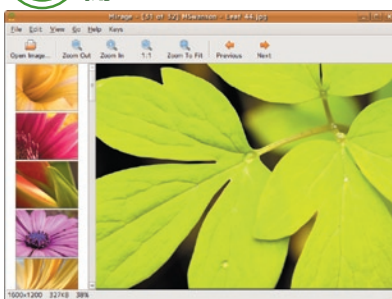 Mirage - [31 of 32] MSwanson - Leaf 44.jpg
File Edit View Go Help Keys
Open Image... Zoom Out Zoom In 1:1 Zoom To Fit Previous Next
1600x1200 327KB 38%